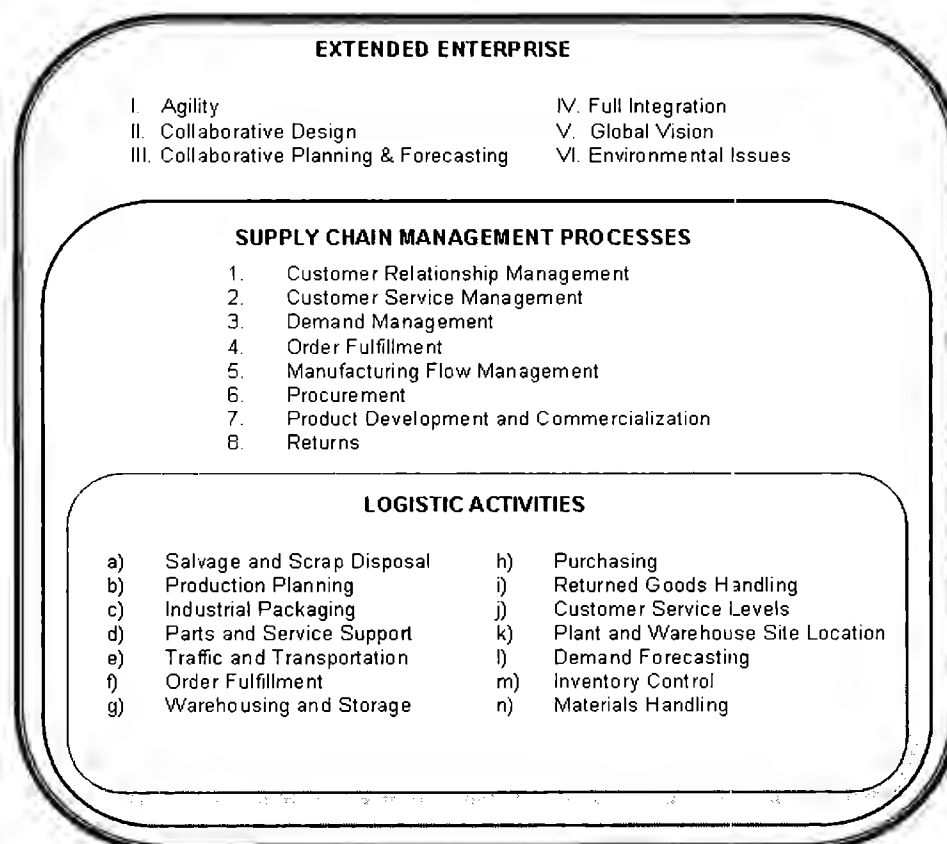 EXTENDED ENTERPRISE
I. Agility
II. Collaborative Design
III. Collaborative Planning & Forecasting
IV. Full Integration
V. Global Vision
VI. Environmental Issues
SUPPLY CHAIN MANAGEMENT PROCESSES
1. Customer Relationship Management
2. Customer Service Management
3. Demand Management
4. Order Fulfillment
5. Manufacturing Flow Management
6. Procurement
7. Product Development and Commercialization
8. Returns
LOGISTIC ACTIVITIES
a) Salvage and Scrap Disposal
b) Production Planning
c) Industrial Packaging
d) Parts and Service Support
e) Traffic and Transportation
f) Order Fulfillment
g) Warehousing and Storage
h) Purchasing
i) Returned Goods Handling
j) Customer Service Levels
k) Plant and Warehouse Site Location
l) Demand Forecasting
m) Inventory Control
n) Materials Handling